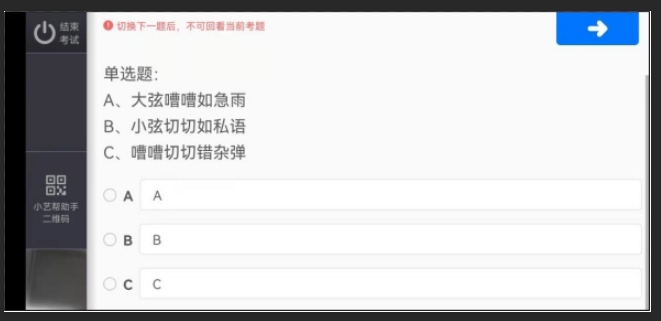 结束
考试
切换下一题后，不可回看当前考题
单选题：
A、大弦嘈嘈如急雨
B、小弦切切如私语
C、嘈嘈切切错杂弹
小艺帮助手
二维码
A A
B B
C C